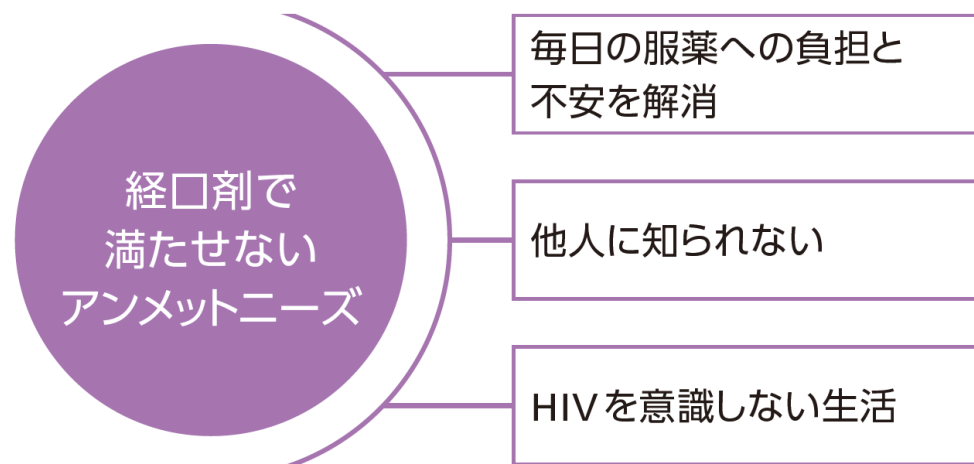 経口剤で
満たせない
アンメットニーズ
毎日の服薬への負担と
不安を解消
他人に知られない
HIVを意識しない生活